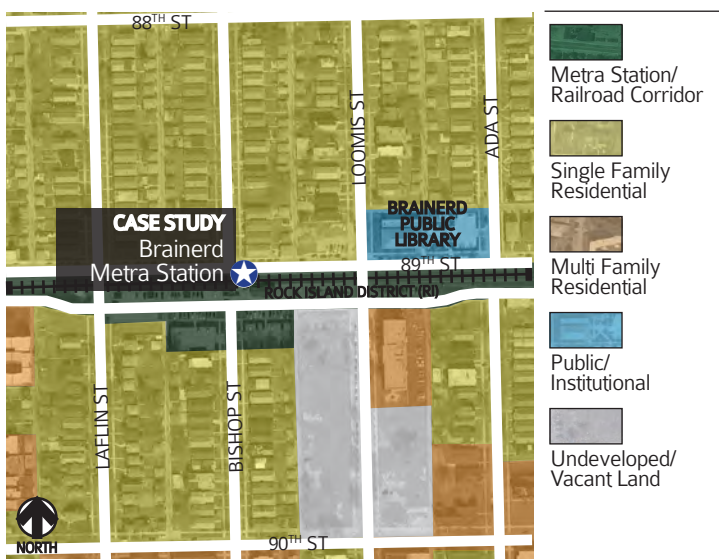 88TH ST
LOOMIS ST
ADA ST
CASE STUDY
Brainerd
Metra Station
BRAINERD
PUBLIC
LIBRARY
89TH ST
ROCK ISLAND DISTRICT (RI)
LAFLIN ST
BISHOP ST
90TH ST
NORTH
Metra Station/
Railroad Corridor
Single Family
Residential
Multi Family
Residential
Public/
Institutional
Undeveloped/
Vacant Land